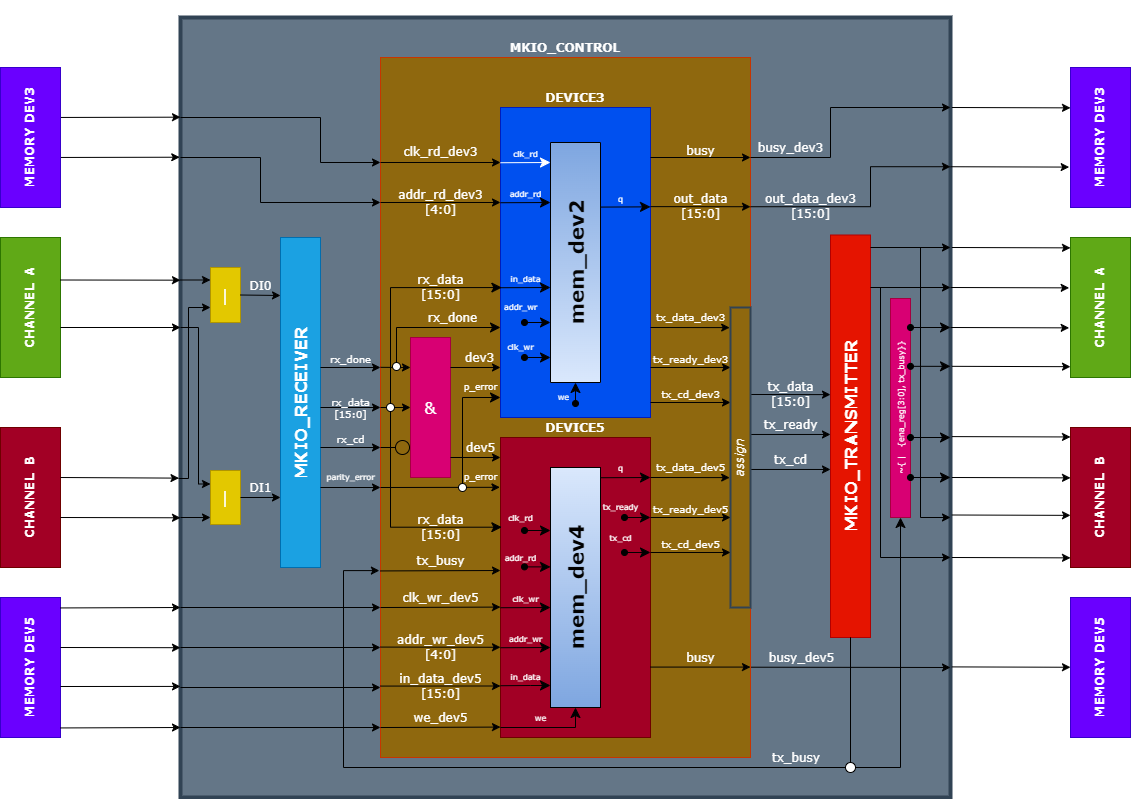 MKIO_CONTROL
MEMORY DEV3
CHANNEL A
CHANNEL B
MEMORY DEV5
|
DI0
|
DI1
MKIO_RECEIVER
rx_done
rx_data
[15:0]
rx_cd
parity_error
clk_rd_dev3
addr_rd_dev3
[4:0]
rx_data
[15:0]
rx_done
&
dev3
p_error
dev5
p_error
rx_data
[15:0]
tx_busy
clk_wr_dev5
addr_wr_dev5
[4:0]
in_data_dev5
[15:0]
we_dev5
DEVICE3
clk_rd
addr_rd
in_data
addr_wr
clk_wr
we
mem_dev2
q
DEVICE5
clk_rd
addr_rd
clk_wr
addr_wr
in_data
we
mem_dev4
q
tx_ready
tx_cd
busy
out_data
[15:0]
tx_data_dev3
tx_ready_dev3
tx_cd_dev3
tx_data_dev5
tx_ready_dev5
tx_cd_dev5
busy
assign
busy_dev3
out_data_dev3
[15:0]
tx_data
[15:0]
tx_ready
tx_cd
busy_dev5
tx_busy
MKIO_TRANSMITTER
~{ | {ena_reg[3:0], tx_busy}}
MEMORY DEV3
CHANNEL A
CHANNEL B
MEMORY DEV5